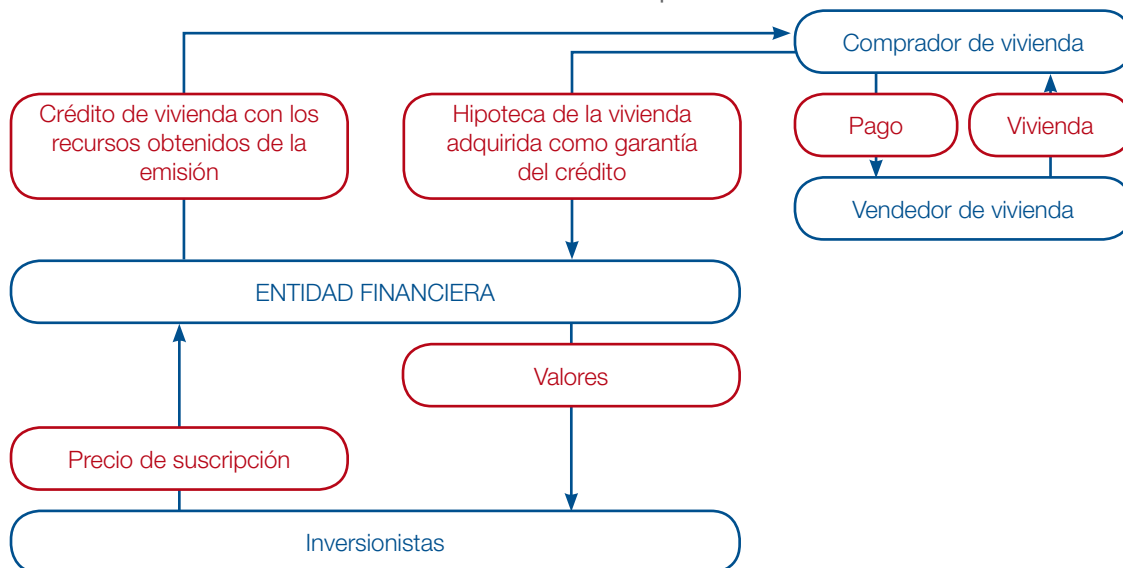 Comprador de vivienda
Crédito de vivienda con los
recursos obtenidos de la
emisión
Hipoteca de la vivienda
adquirida como garantía
del crédito
Pago
Vivienda
Vendedor de vivienda
ENTIDAD FINANCIERA
Valores
Precio de suscripción
Inversionistas